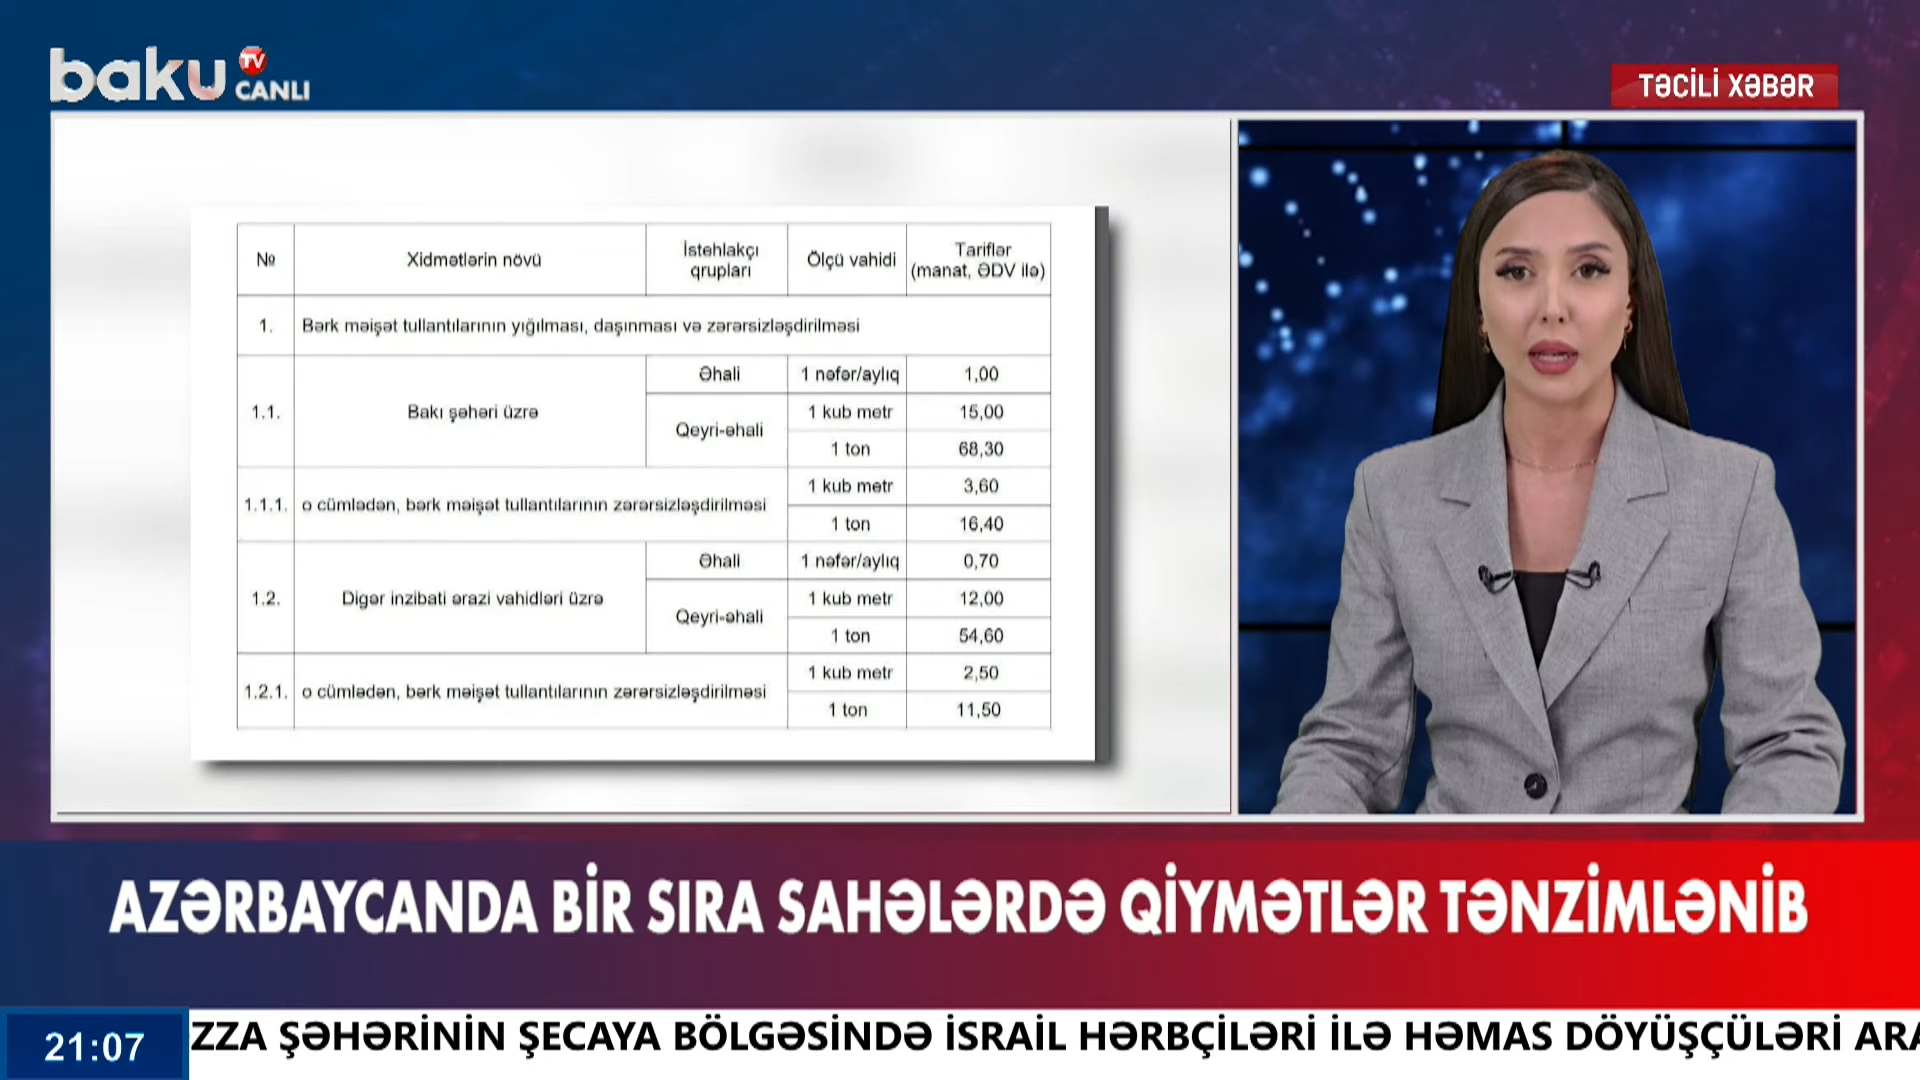 baku TV CANLI
TƏCİLİ XƏBƏR
№ Xidmətlərin növü İstehlakçı qrupları Ölçü vahidi Tariflər (manat, ƏDV ilə)
1. Bərk məişət tullantılarının yığılması, daşınması və zərərsizləşdirilməsi
1.1. Bakı şəhəri üzrə Əhali 1 nəfər/aylıq 1,00
Qeyri-əhali 1 kub metr 15,00
1 ton 68,30
1.1.1. o cümlədən, bərk məişət tullantılarının zərərsizləşdirilməsi 1 kub metr 3,60
1 ton 16,40
1.2. Digər inzibati ərazi vahidləri üzrə Əhali 1 nəfər/aylıq 0,70
Qeyri-əhali 1 kub metr 12,00
1 ton 54,60
1.2.1. o cümlədən, bərk məişət tullantılarının zərərsizləşdirilməsi 1 kub metr 2,50
1 ton 11,50
AZƏRBAYCANDA BİR SIRA SAHƏLƏRDƏ QİYMƏTLƏR TƏNZİMLƏNİB
21:07 ZZA ŞƏHƏRİNİN ŞECAYA BÖLGƏSİNDƏ İSRAİL HƏRBÇİLƏRİ İLƏ HƏMAS DÖYÜŞÇÜLƏRİ ARA